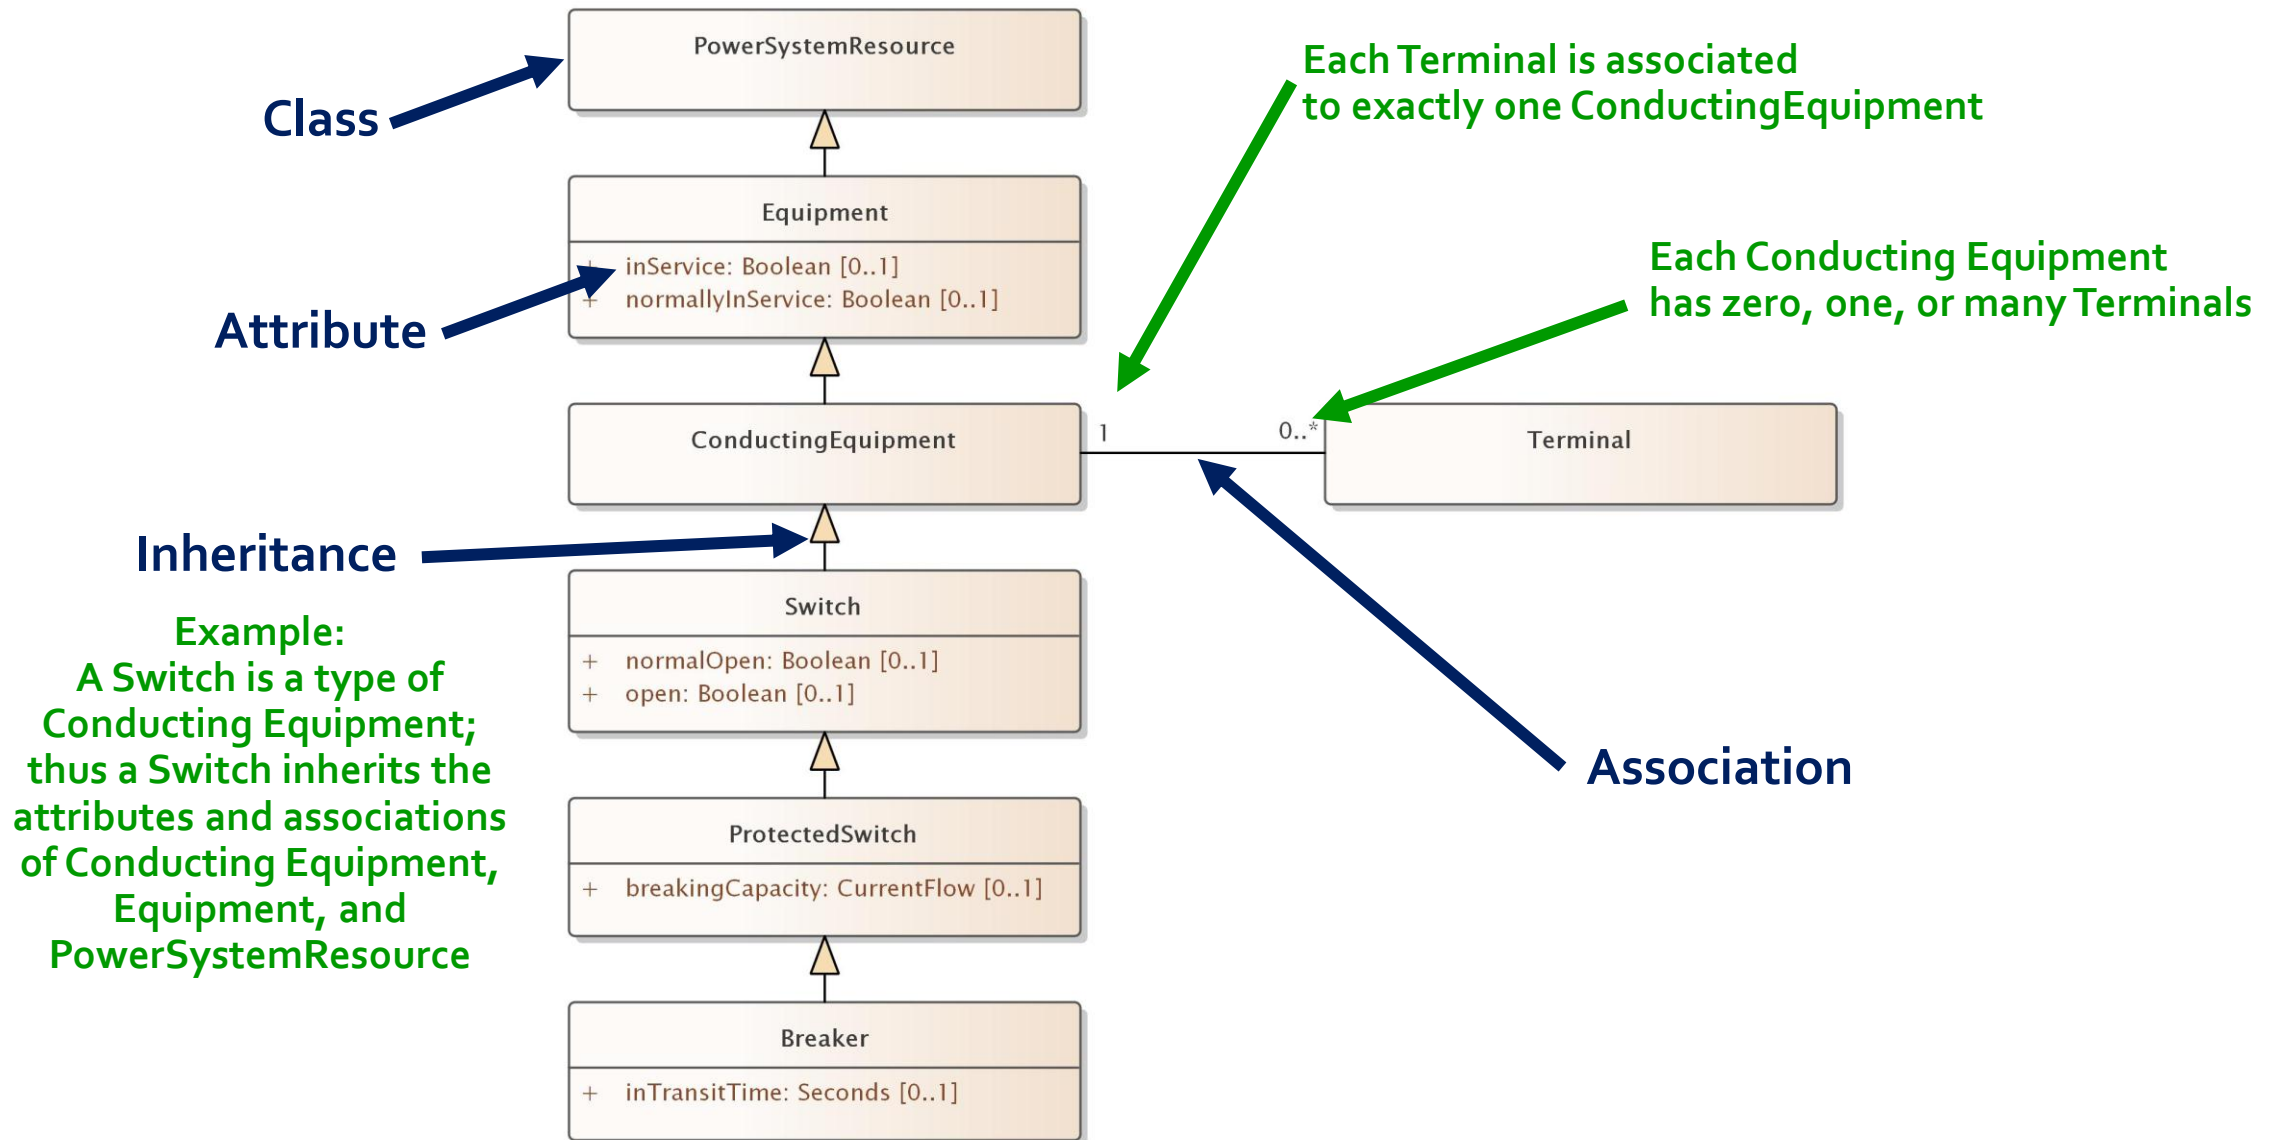 PowerSystemResource
Class
Each Terminal is associated
to exactly one ConductingEquipment
Equipment
+ inService: Boolean [0..1]
+ normallyInService: Boolean [0..1]
Attribute
Each Conducting Equipment
has zero, one, or many Terminals
ConductingEquipment
1
0..*
Terminal
Inheritance
Example:
A Switch is a type of
Conducting Equipment;
thus a Switch inherits the
attributes and associations
of Conducting Equipment,
Equipment, and
PowerSystemResource
Switch
+ normalOpen: Boolean [0..1]
+ open: Boolean [0..1]
Association
ProtectedSwitch
+ breakingCapacity: CurrentFlow [0..1]
Breaker
+ inTransitTime: Seconds [0..1]